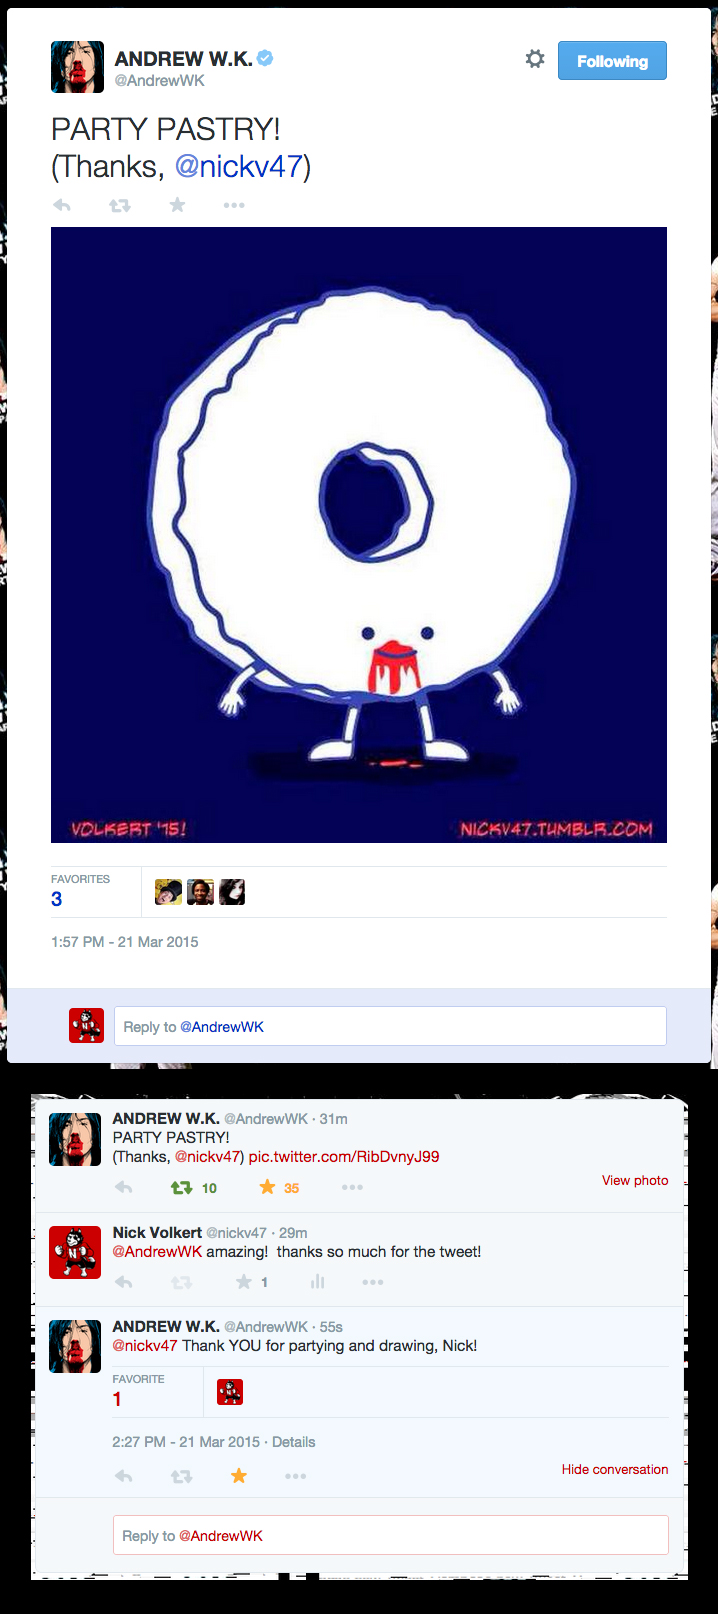 ANDREW W.K.
@AndrewWK
Following
PARTY PASTRY!
(Thanks, @nickv47)
VOLKERT '15!
NICKV47.TUMBLR.COM
FAVORITES
3
1:57 PM - 21 Mar 2015
Reply to @AndrewWK
ANDREW W.K. @AndrewWK · 31m
PARTY PASTRY!
(Thanks, @nickv47) pic.twitter.com/RibDvnyJ99
10 35
View photo
Nick Volkert @nickv47 · 29m
@AndrewWK amazing! thanks so much for the tweet!
1
ANDREW W.K. @AndrewWK · 55s
@nickv47 Thank YOU for partying and drawing, Nick!
FAVORITE
1
2:27 PM - 21 Mar 2015 · Details
Hide conversation
Reply to @AndrewWK